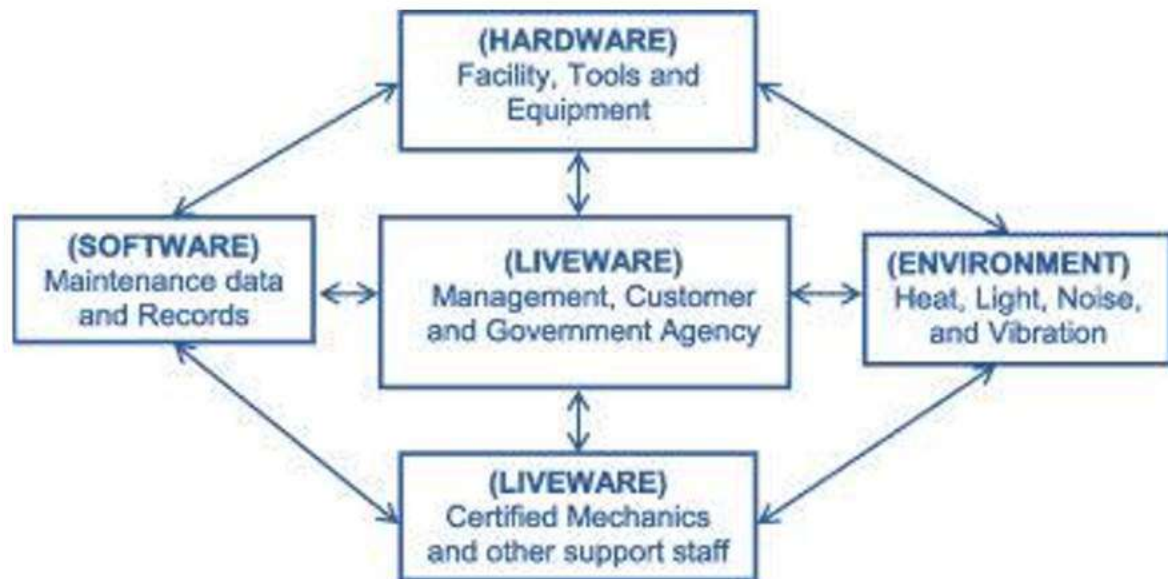 (HARDWARE)
Facility, Tools and
Equipment
(SOFTWARE)
Maintenance data
and Records
(LIVEWARE)
Management, Customer
and Government Agency
(ENVIRONMENT)
Heat, Light, Noise,
and Vibration
(LIVEWARE)
Certified Mechanics
and other support staff